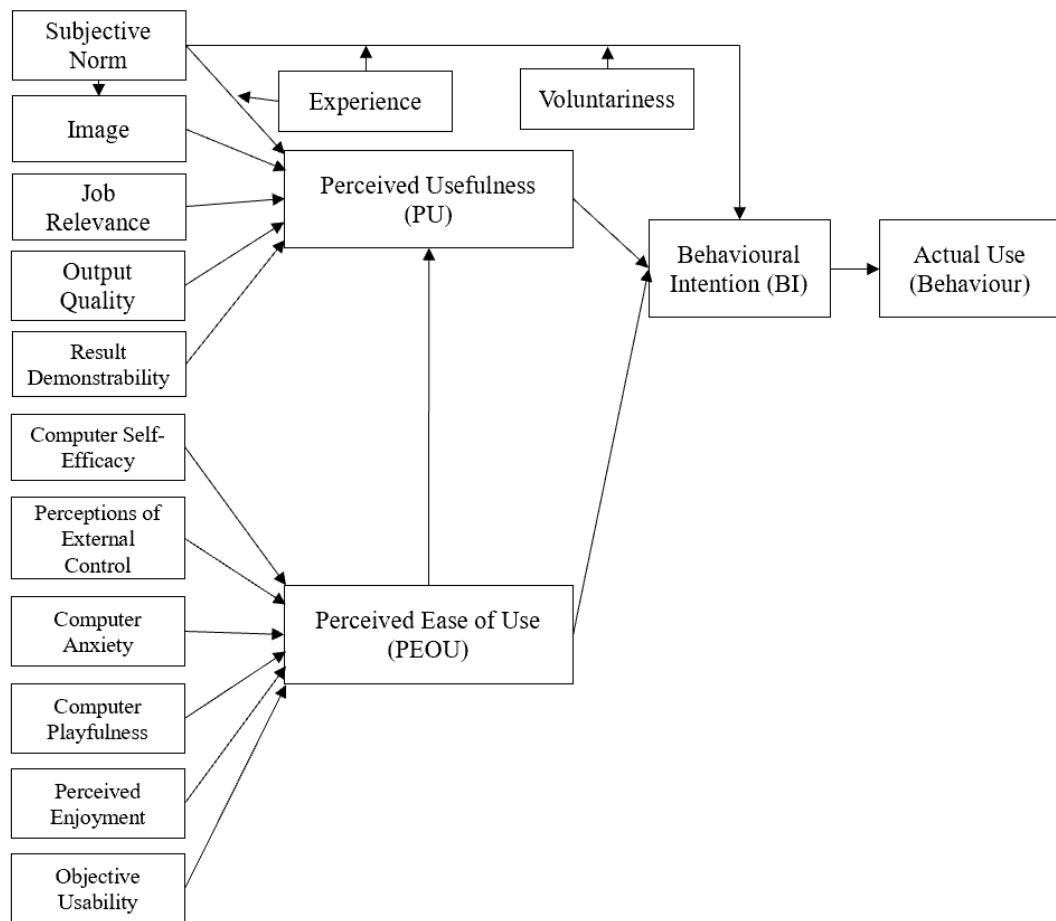 Subjective
Norm
Experience
Voluntariness
Image
Perceived Usefulness
(PU)
Job
Relevance
Behavioural
Intention (BI)
Actual Use
(Behaviour)
Output
Quality
Result
Demonstrability
Computer Self-
Efficacy
Perceptions of
External
Control
Perceived Ease of Use
(PEOU)
Computer
Anxiety
Computer
Playfulness
Perceived
Enjoyment
Objective
Usability